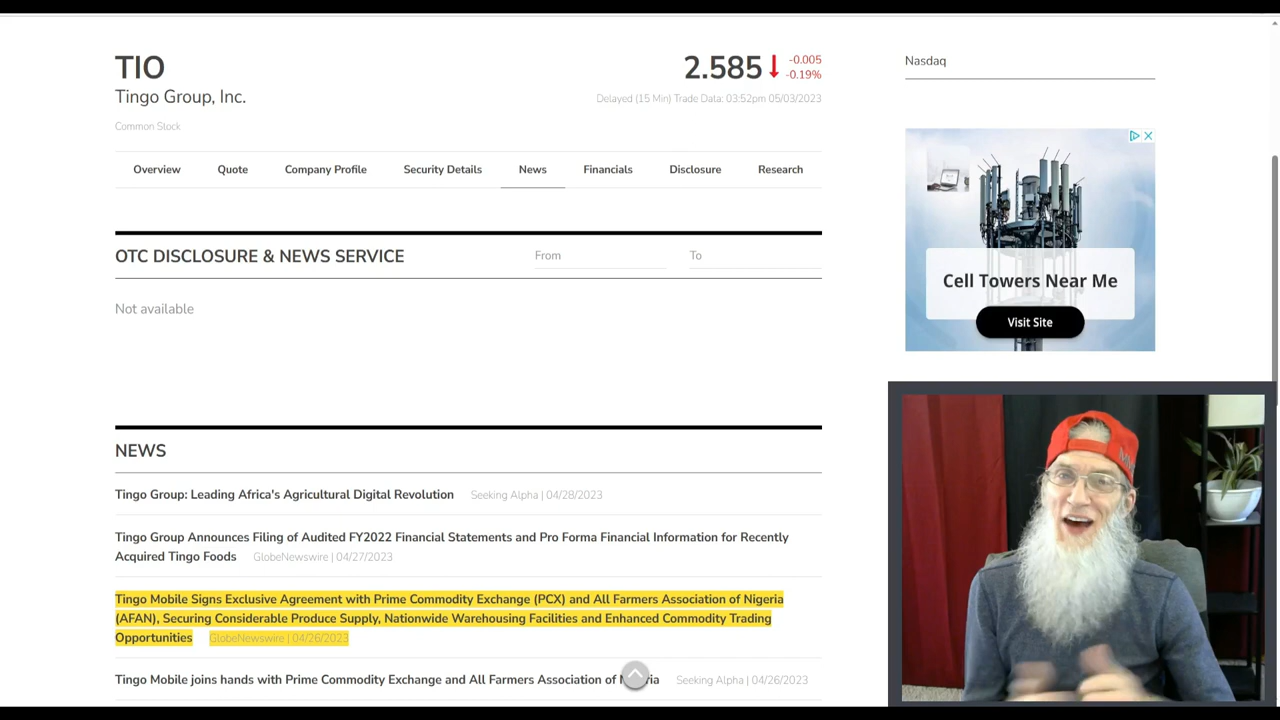 TIO
2.585
-0.005
-0.19%
Tingo Group, Inc.
Delayed (15 Min) Trade Data: 03:52pm 05/03/2023
Common Stock
Overview Quote Company Profile Security Details News Financials Disclosure Research
OTC DISCLOSURE & NEWS SERVICE From To
Not available
NEWS
Tingo Group: Leading Africa's Agricultural Digital Revolution Seeking Alpha | 04/28/2023
Tingo Group Announces Filing of Audited FY2022 Financial Statements and Pro Forma Financial Information for Recently
Acquired Tingo Foods GlobeNewswire | 04/27/2023
Tingo Mobile Signs Exclusive Agreement with Prime Commodity Exchange (PCX) and All Farmers Association of Nigeria
(AFAN), Securing Considerable Produce Supply, Nationwide Warehousing Facilities and Enhanced Commodity Trading
Opportunities GlobeNewswire | 04/26/2023
Tingo Mobile joins hands with Prime Commodity Exchange and All Farmers Association of Seeking Alpha | 04/26/2023
Nasdaq
Cell Towers Near Me
Visit Site